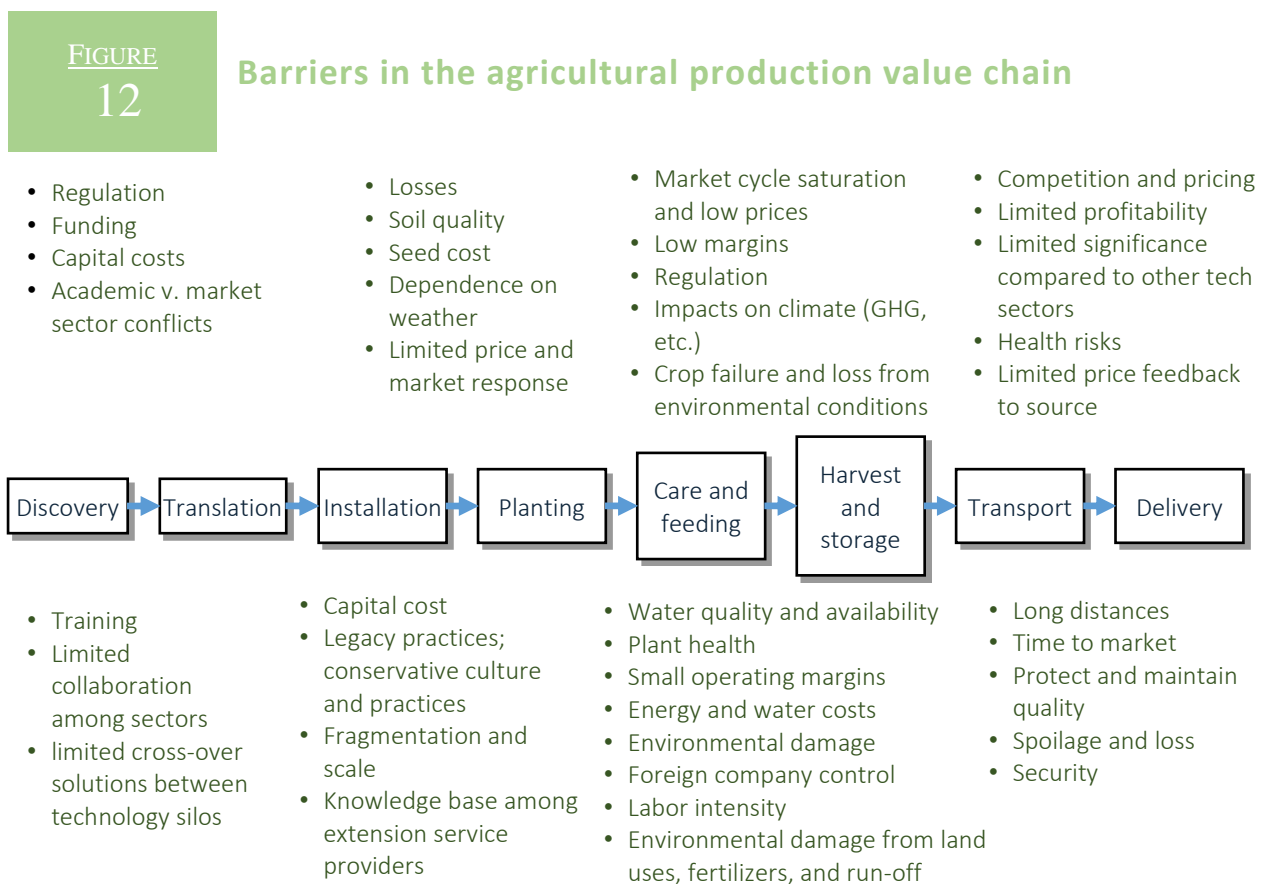 FIGURE
12
Barriers in the agricultural production value chain
• Regulation
• Funding
• Capital costs
• Academic v. market
sector conflicts
• Losses
• Soil quality
• Seed cost
• Dependence on
weather
• Limited price and
market response
• Market cycle saturation
and low prices
• Low margins
• Regulation
• Impacts on climate (GHG,
etc.)
• Crop failure and loss from
environmental conditions
• Competition and pricing
• Limited profitability
• Limited significance
compared to other tech
sectors
• Health risks
• Limited price feedback
to source
Discovery
Translation
Installation
Planting
Care and
feeding
Harvest
and
storage
Transport
Delivery
• Training
• Limited
collaboration
among sectors
• limited cross-over
solutions between
technology silos
• Capital cost
• Legacy practices;
conservative culture
and practices
• Fragmentation and
scale
• Knowledge base among
extension service
providers
• Water quality and availability
• Plant health
• Small operating margins
• Energy and water costs
• Environmental damage
• Foreign company control
• Labor intensity
• Environmental damage from land
uses, fertilizers, and run-off
• Long distances
• Time to market
• Protect and maintain
quality
• Spoilage and loss
• Security